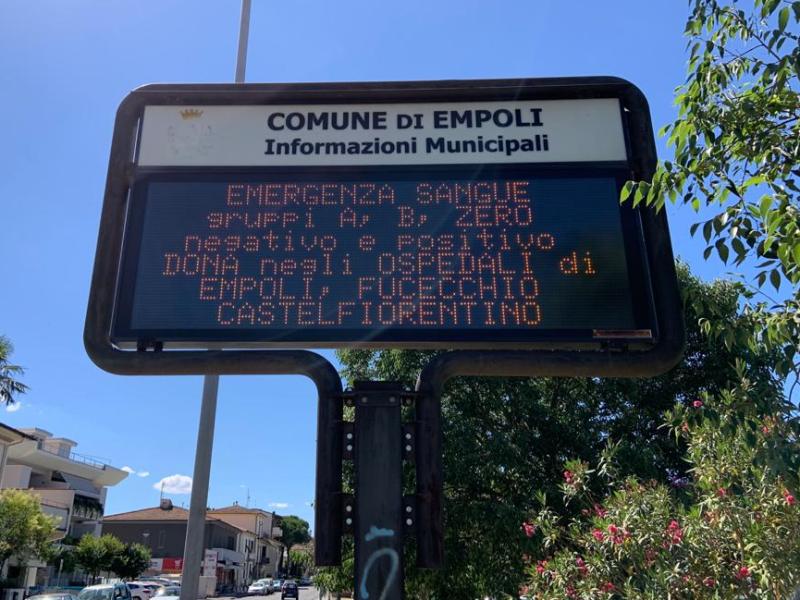 COMUNE DI EMPOLI
Informazioni Municipali
EMERGENZA SANGUE
gruppi A, B, ZERO
negativo e positivo
DONA negli OSPEDALI di
EMPOLI, FUCECCHIO
CASTELFIORENTINO